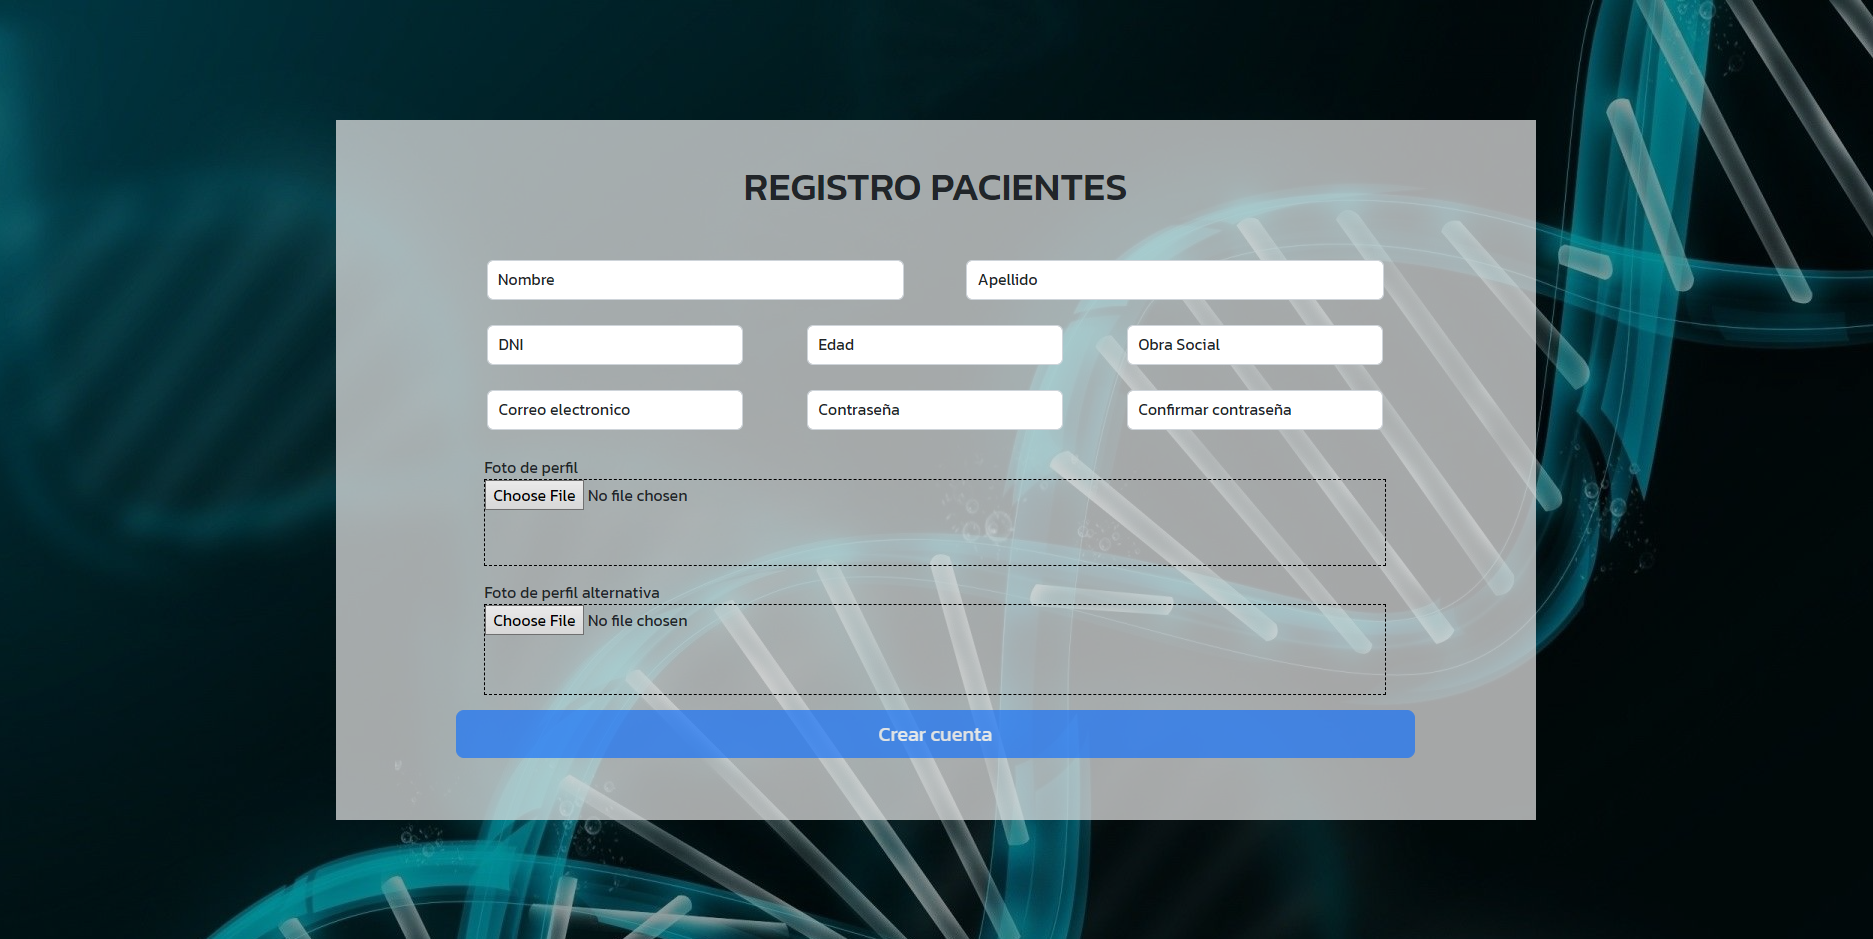 REGISTRO PACIENTES
Nombre Apellido
DNI Edad Obra Social
Correo electronico Contraseña Confirmar contraseña
Foto de perfil
Choose File No file chosen
Foto de perfil alternativa
Choose File No file chosen
Crear cuenta